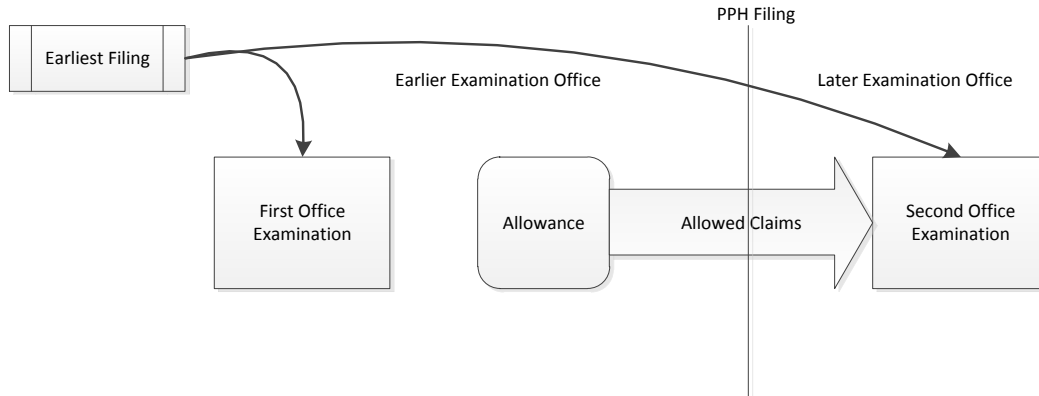 PPH Filing
Earliest Filing
Earlier Examination Office
Later Examination Office
First Office
Examination
Allowance
Allowed Claims
Second Office
Examination